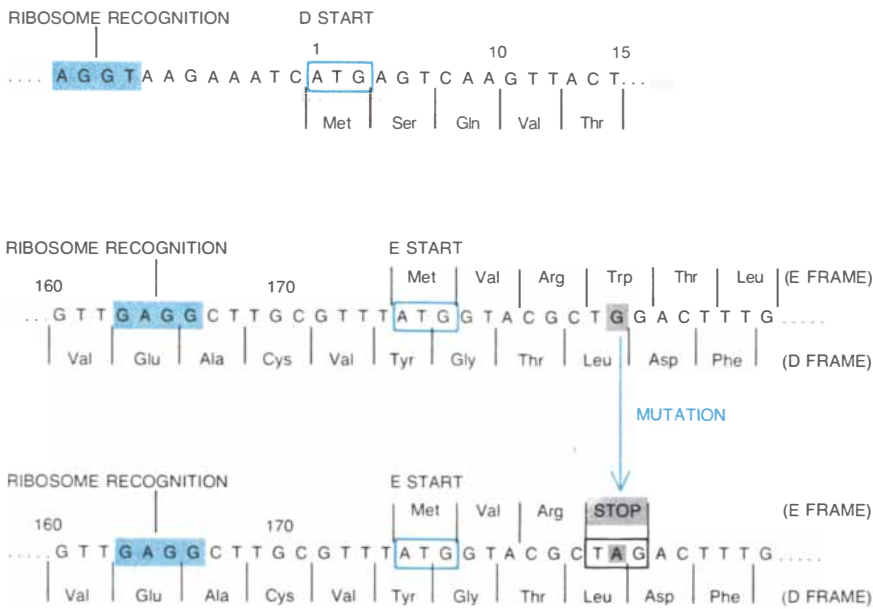 RIBOSOME RECOGNITION D START
1 10 15
.... A G G T A A G A A A T C A T G A G T C A A G T T A C T ...
Met Ser Gln Val Thr
RIBOSOME RECOGNITION E START
160 170 Met Val Arg Trp Thr Leu (E FRAME)
... G T T G A G G C T T G C G T T T A T G G T A C G C T G G A C T T T G .....
Val Glu Ala Cys Val Tyr Gly Thr Leu Asp Phe (D FRAME)
MUTATION
RIBOSOME RECOGNITION E START
160 170 Met Val Arg STOP (E FRAME)
..... G T T G A G G C T T G C G T T T A T G G T A C G C T A G A C T T T G .....
Val Glu Ala Cys Val Tyr Gly Thr Leu Asp Phe (D FRAME)